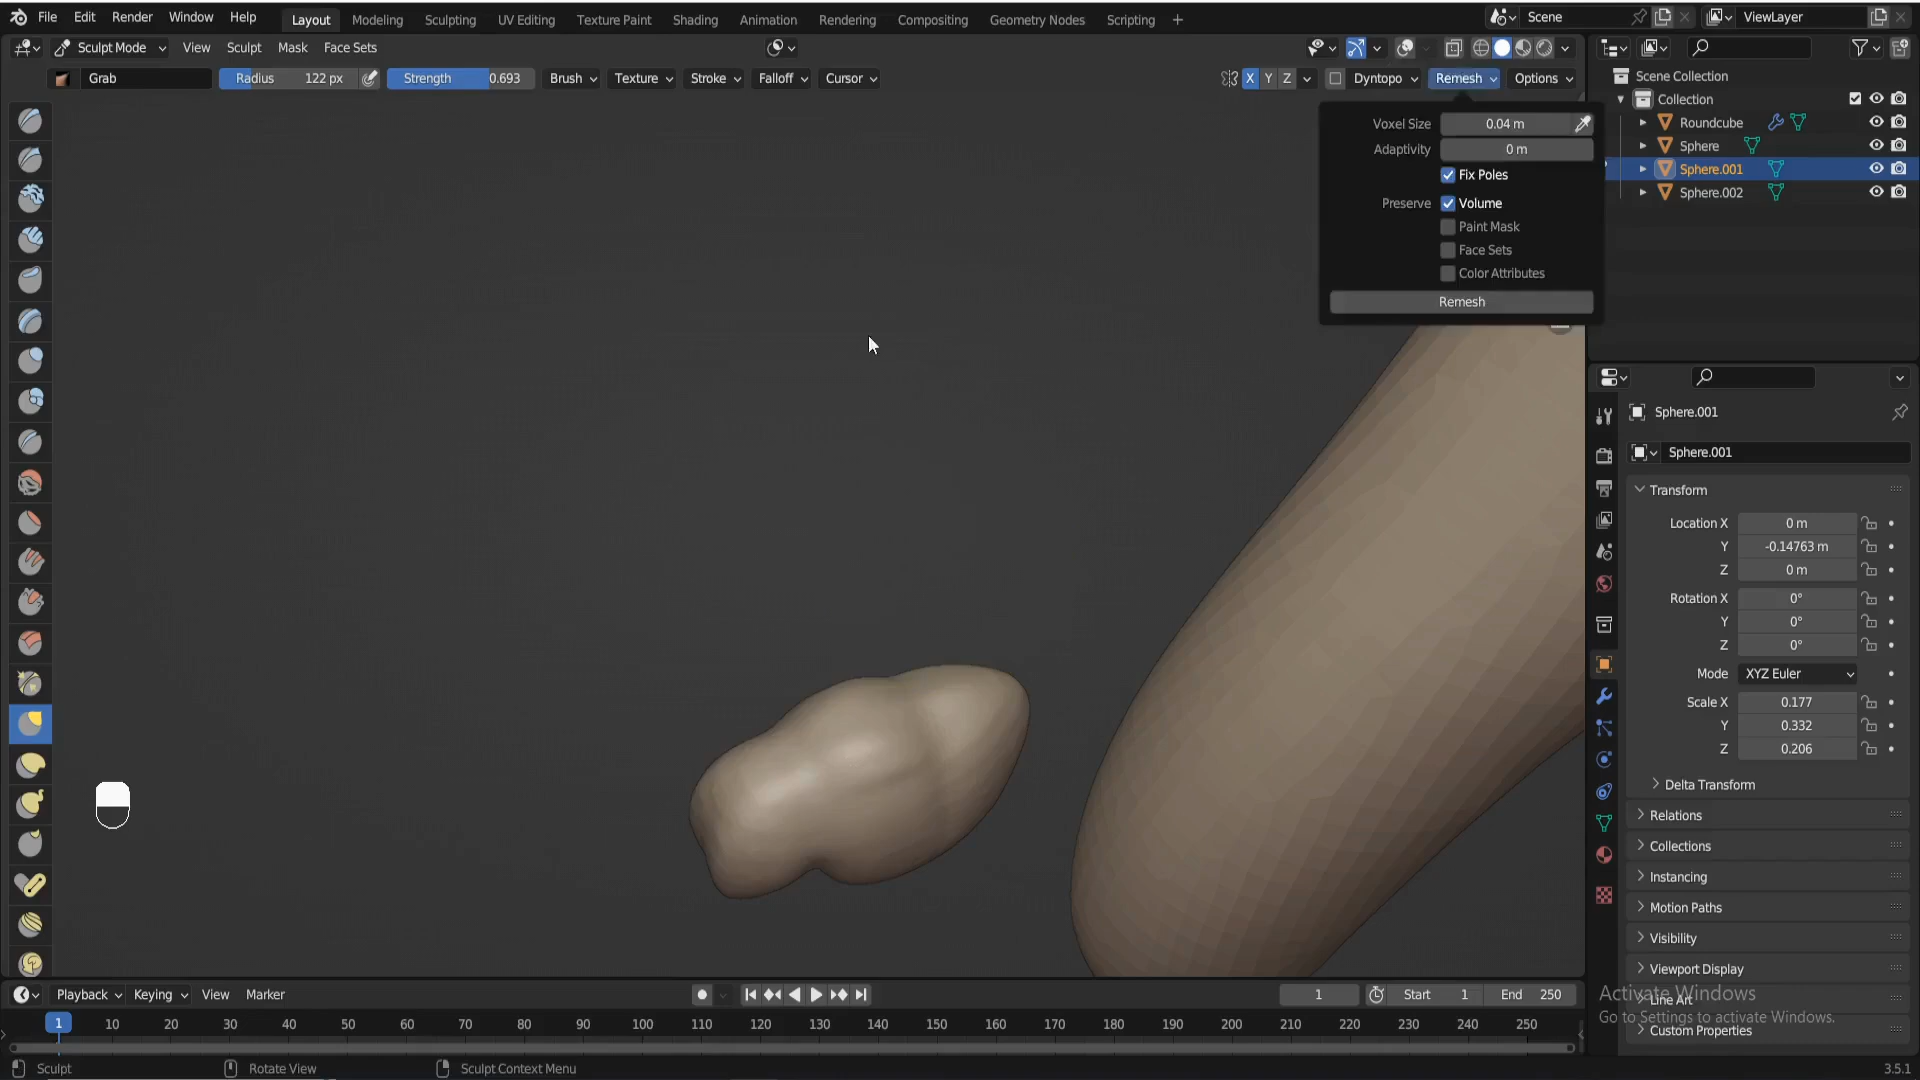 File Edit Render Window Help Layout Modeling Sculpting UV Editing Texture Paint Shading Animation Rendering Compositing Geometry Nodes Scripting + Scene ViewLayer
Sculpt Mode View Sculpt Mask Face Sets
Grab Radius 122 px Strength 0.693 Brush Texture Stroke Falloff Cursor X Y Z Dyntopo Remesh Options
Voxel Size 0.04 m
Adaptivity 0 m
Fix Poles
Preserve Volume
Paint Mask
Face Sets
Color Attributes
Remesh
Scene Collection
Collection
Roundcube
Sphere
Sphere.001
Sphere.002
Sphere.001
Sphere.001
Transform
Location X 0 m
Y -0.14763 m
Z 0 m
Rotation X 0°
Y 0°
Z 0°
Mode XYZ Euler
Scale X 0.177
Y 0.332
Z 0.206
Delta Transform
Relations
Collections
Instancing
Motion Paths
Visibility
Viewport Display
Line Art
Custom Properties
Activate Windows
Go to Settings to activate Windows.
Playback Keying View Marker 1 Start 1 End 250
1 10 20 30 40 50 60 70 80 90 100 110 120 130 140 150 160 170 180 190 200 210 220 230 240 250
Sculpt Rotate View Sculpt Context Menu 3.5.1